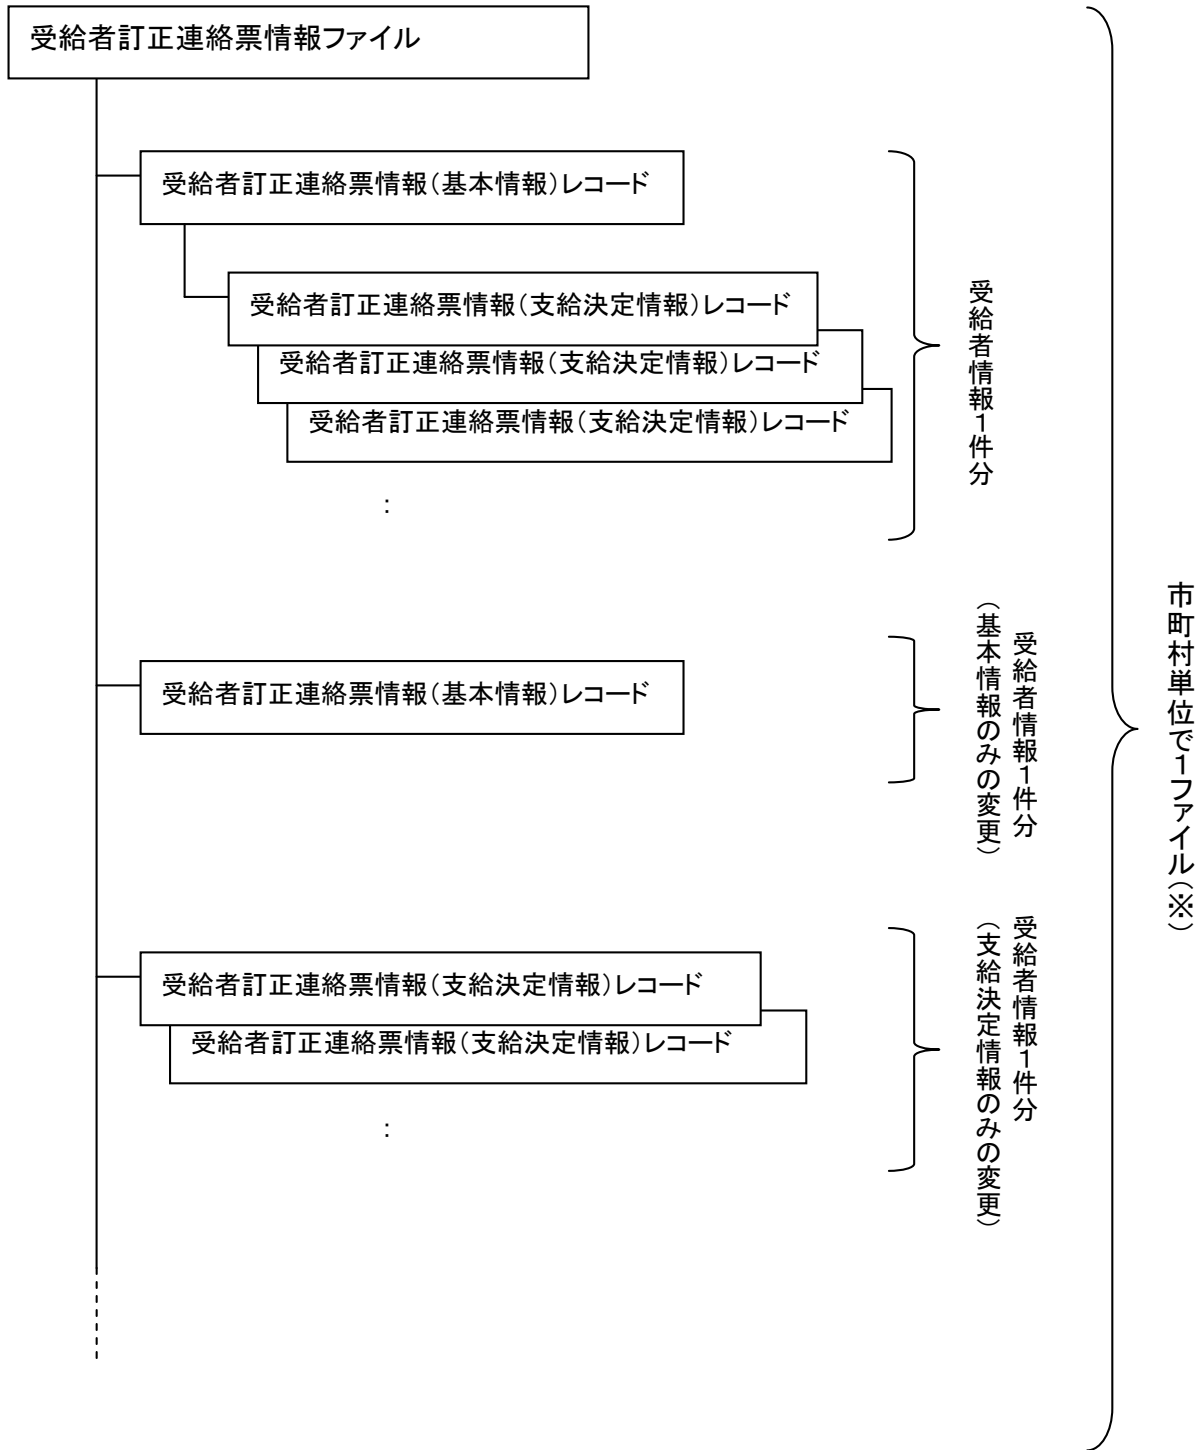 受給者訂正連絡票情報ファイル
受給者訂正連絡票情報(基本情報)レコード
受給者訂正連絡票情報(支給決定情報)レコード
受給者訂正連絡票情報(支給決定情報)レコード
受給者訂正連絡票情報(支給決定情報)レコード
:
受給者情報1件分
受給者訂正連絡票情報(基本情報)レコード
受給者情報1件分
(基本情報のみの変更)
受給者訂正連絡票情報(支給決定情報)レコード
受給者訂正連絡票情報(支給決定情報)レコード
:
受給者情報1件分
(支給決定情報のみの変更)
市町村単位で1ファイル(※)